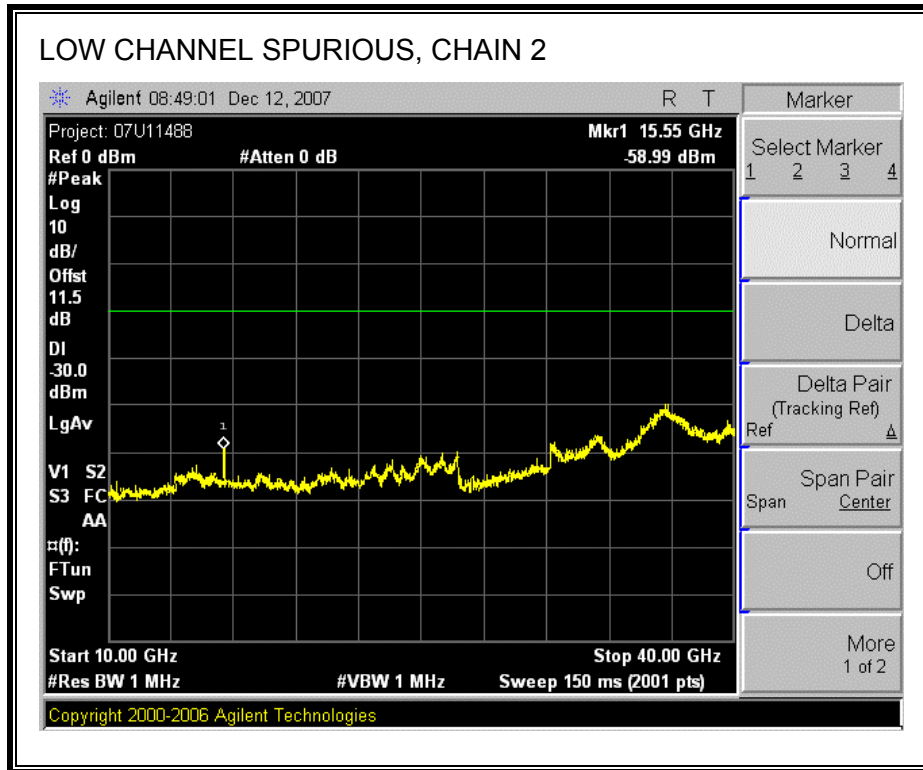 LOW CHANNEL SPURIOUS, CHAIN 2
Agilent 08:49:01 Dec 12, 2007 R T
Project: 07U11488 Mkr1 15.55 GHz
Ref 0 dBm #Atten 0 dB -58.99 dBm
#Peak
Log
10
dB/
Offst
11.5
dB
DI
-30.0
dBm
LgAv
1
V1 S2
S3 FC
AA
¤(f):
FTun
Swp
Start 10.00 GHz Stop 40.00 GHz
#Res BW 1 MHz #VBW 1 MHz Sweep 150 ms (2001 pts)
Copyright 2000-2006 Agilent Technologies
Marker
Select Marker
1 2 3 4
Normal
Delta
Delta Pair
(Tracking Ref)
Ref Δ
Span Pair
Span Center
Off
More
1 of 2